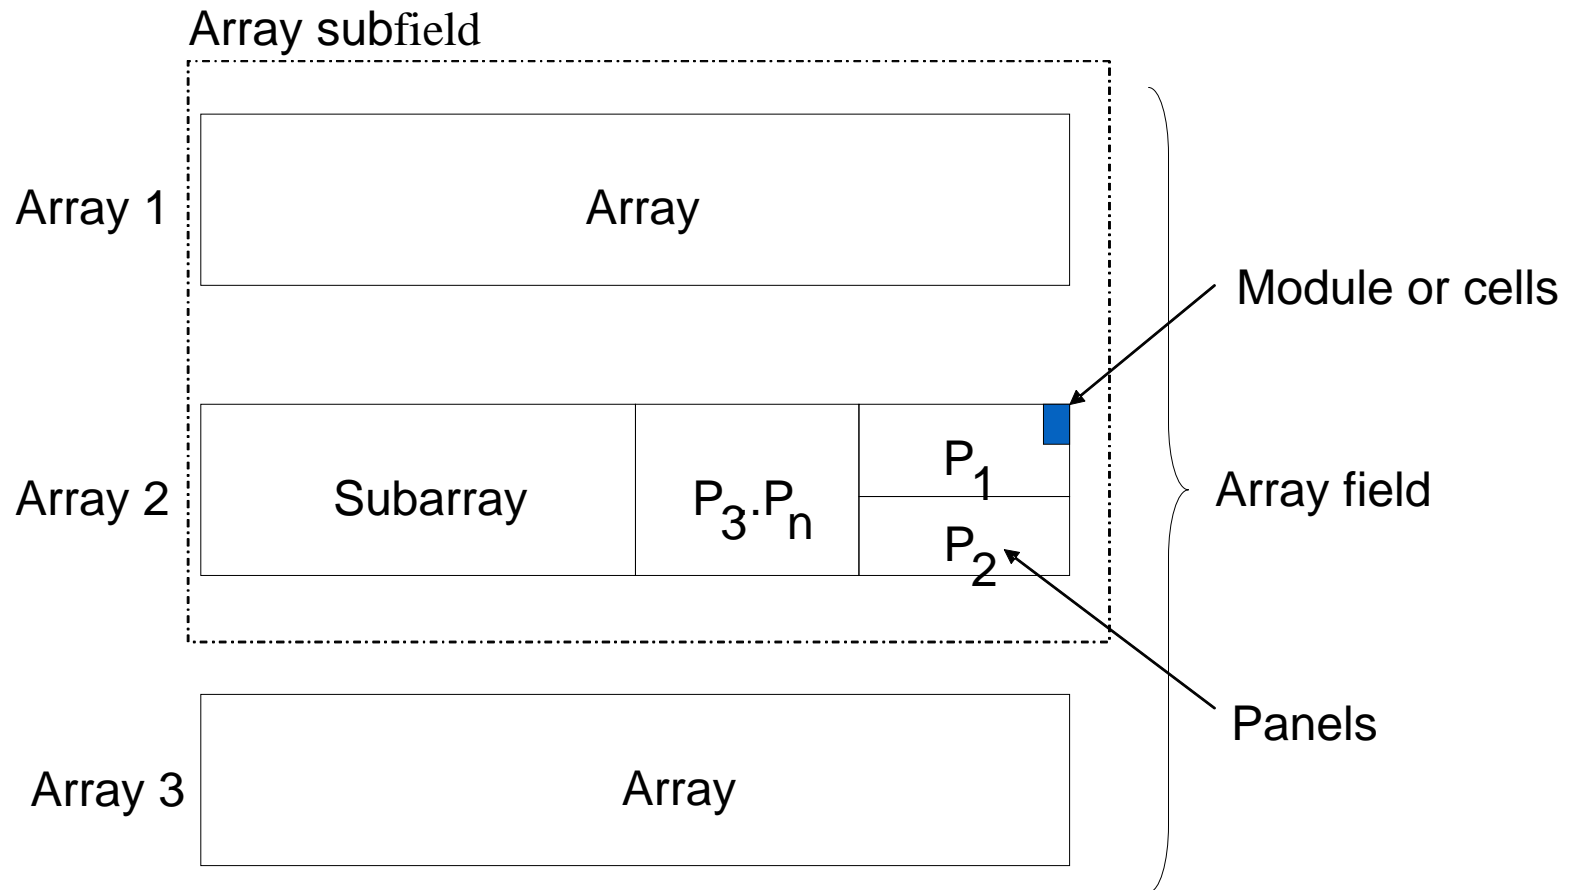 Array subfield
Array 1
Array
Module or cells
Array 2
Subarray
P3.Pn
P1
P2
Array field
Panels
Array 3
Array